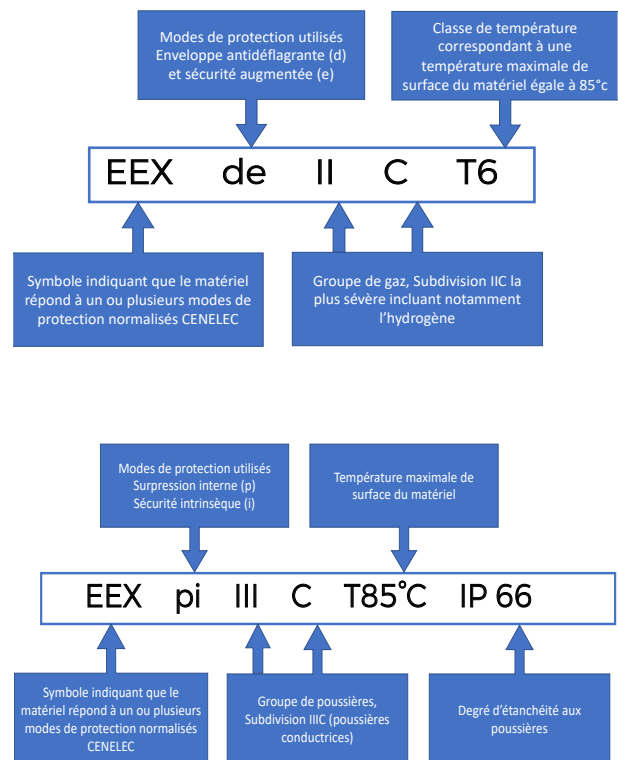 Modes de protection utilisés
Enveloppe antidéflagrante (d)
et sécurité augmentée (e)
Classe de température
correspondant à une
température maximale de
surface du matériel égale à 85°c
EEX de II C T6
Symbole indiquant que le matériel
répond à un ou plusieurs modes de
protection normalisés CENELEC
Groupe de gaz, Subdivision IIC la
plus sévère incluant notamment
l'hydrogène
Modes de protection utilisés
Surpression interne (p)
Sécurité intrinsèque (i)
Température maximale de
surface du matériel
EEX pi III C T85°C IP 66
Symbole indiquant que le
matériel répond à un ou plusieurs
modes de protection normalisés
CENELEC
Groupe de poussières,
Subdivision IIIC (poussières
conductrices)
Degré d'étanchéité aux
poussières